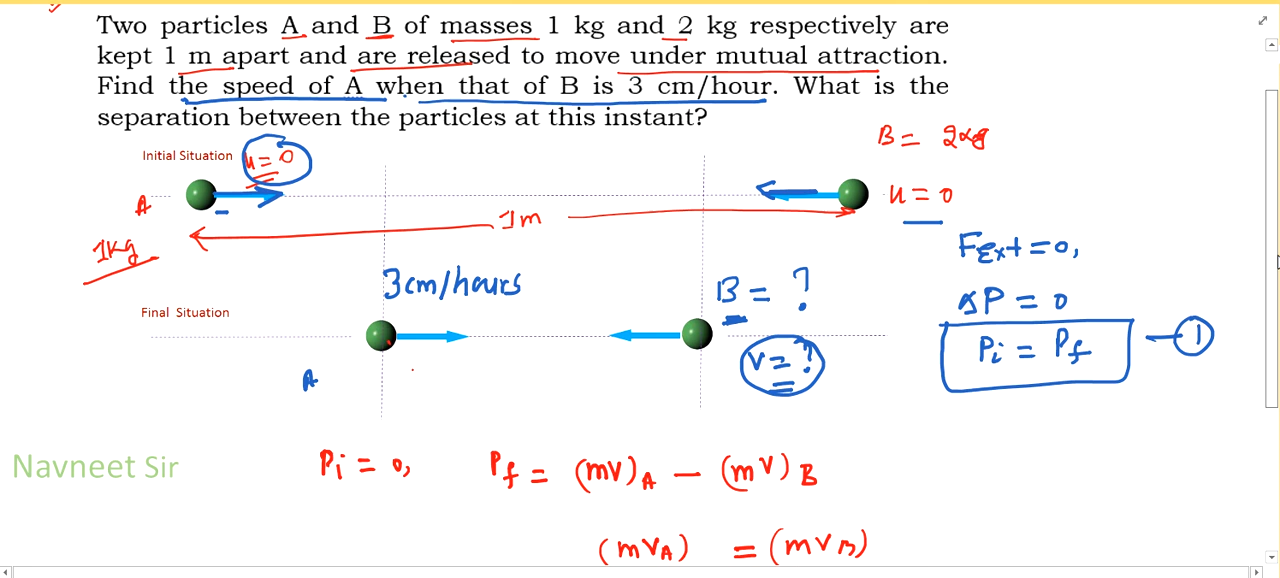 Two particles A and B of masses 1 kg and 2 kg respectively are
kept 1 m apart and are released to move under mutual attraction.
Find the speed of A when that of B is 3 cm/hour. What is the
separation between the particles at this instant?
Initial Situation
u = 0
B = 2kg
A
u = 0
1m
1kg
Fext = 0,
3cm/hours
B = ?
ΔP = 0
Final Situation
Pi = Pf — 1
v = ?
A
Navneet Sir
Pi = 0, Pf = (mv)A − (mv)B
(mVA) = (mVB)